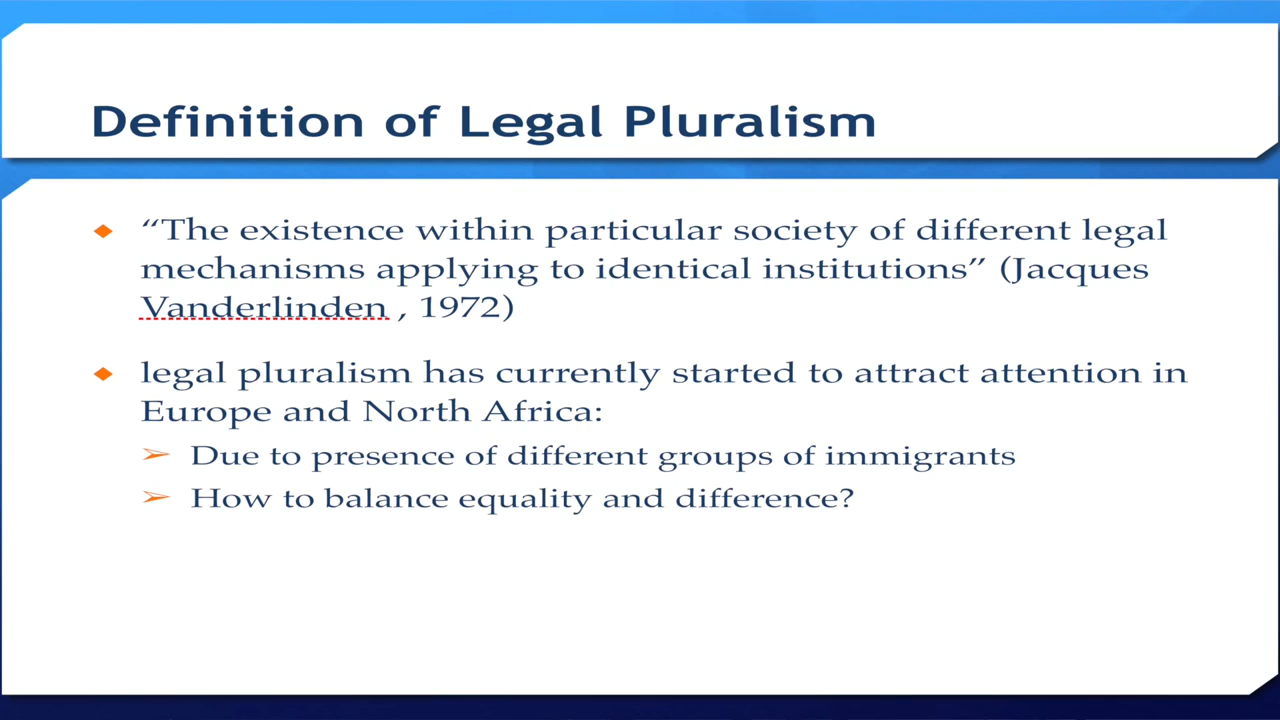 Definition of Legal Pluralism
“The existence within particular society of different legal
mechanisms applying to identical institutions” (Jacques
Vanderlinden , 1972)
legal pluralism has currently started to attract attention in
Europe and North Africa:
Due to presence of different groups of immigrants
How to balance equality and difference?